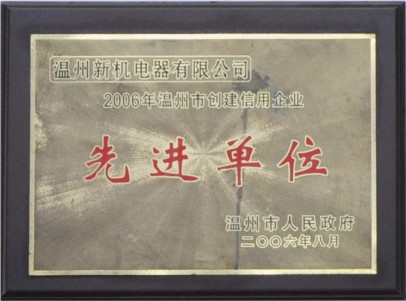 温州新机电器有限公司
2006年温州市创建信用企业
先进单位
温州市人民政府
二〇〇六年八月